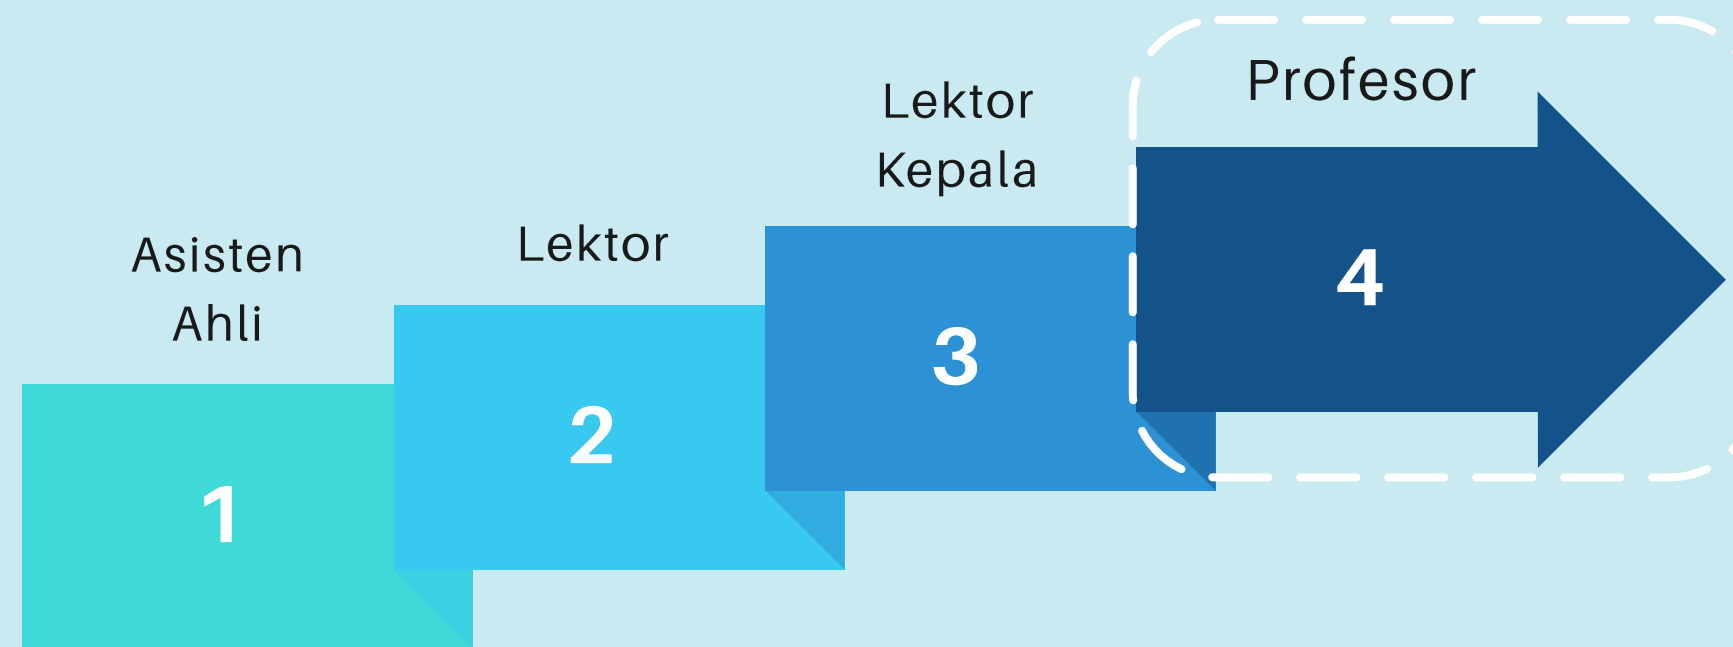 Asisten
Ahli
1
Lektor
2
Lektor
Kepala
3
Profesor
4